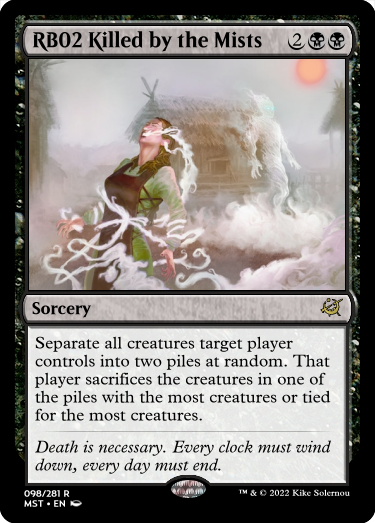 RB02 Killed by the Mists 2
Sorcery
Separate all creatures target player
controls into two piles at random. That
player sacrifices the creatures in one of
the piles with the most creatures or tied
for the most creatures.
Death is necessary. Every clock must wind
down, every day must end.
098/281 R
MST • EN
™ & © 2022 Kike Solernou